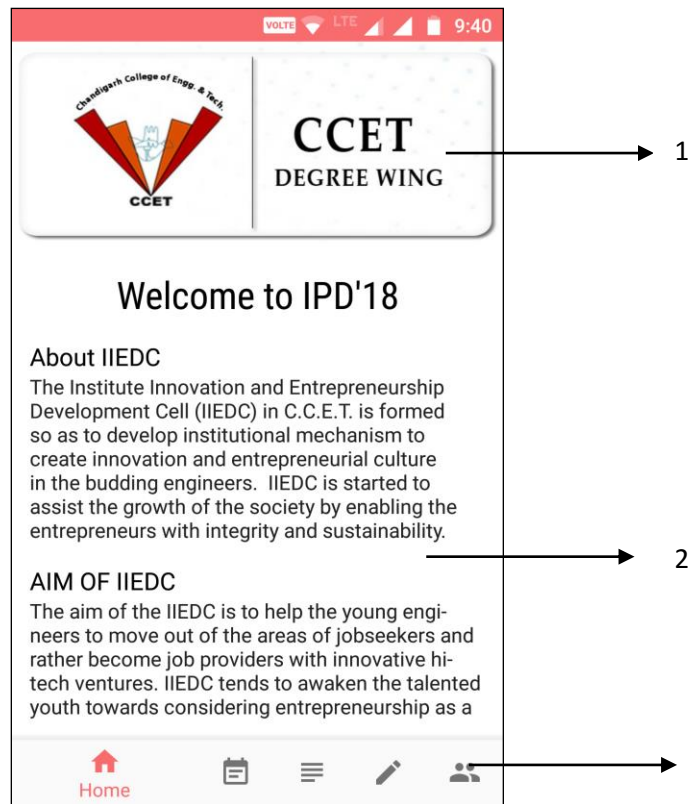 VOLTE LTE 9:40
Chandigarh College of Engg. & Tech.
CCET
CCET
DEGREE WING
1
Welcome to IPD'18
About IIEDC
The Institute Innovation and Entrepreneurship
Development Cell (IIEDC) in C.C.E.T. is formed
so as to develop institutional mechanism to
create innovation and entrepreneurial culture
in the budding engineers.  IIEDC is started to
assist the growth of the society by enabling the
entrepreneurs with integrity and sustainability.
2
AIM OF IIEDC
The aim of the IIEDC is to help the young engi-
neers to move out of the areas of jobseekers and
rather become job providers with innovative hi-
tech ventures. IIEDC tends to awaken the talented
youth towards considering entrepreneurship as a
Home